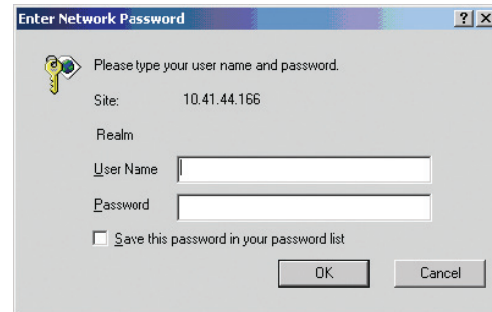 Enter Network Password
Please type your user name and password.
Site: 10.41.44.166
Realm
User Name
Password
Save this password in your password list
OK Cancel